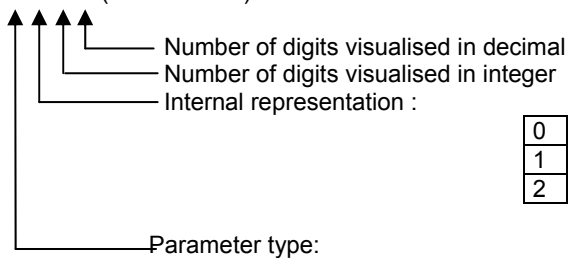 Number of digits visualised in decimal
Number of digits visualised in integer
Internal representation :
0
1
2
Parameter type: